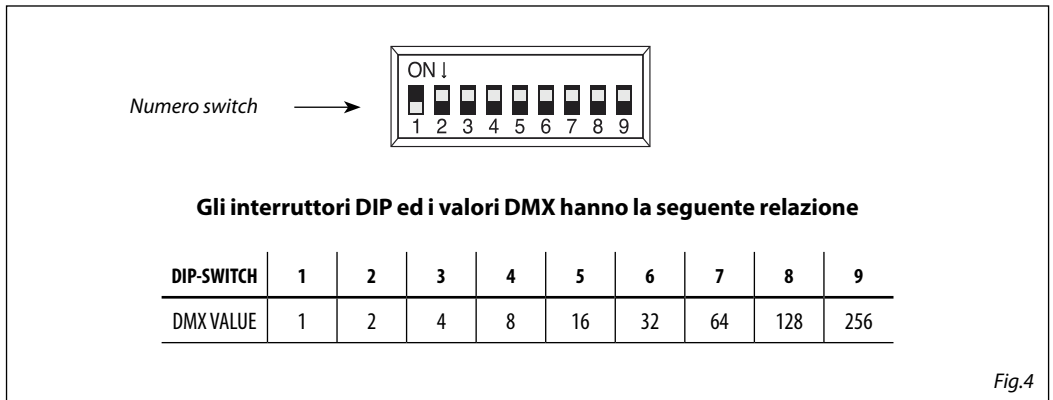 ON ↓
Numero switch
1 2 3 4 5 6 7 8 9
Gli interruttori DIP ed i valori DMX hanno la seguente relazione
DIP-SWITCH 1 2 3 4 5 6 7 8 9
DMX VALUE 1 2 4 8 16 32 64 128 256
Fig.4